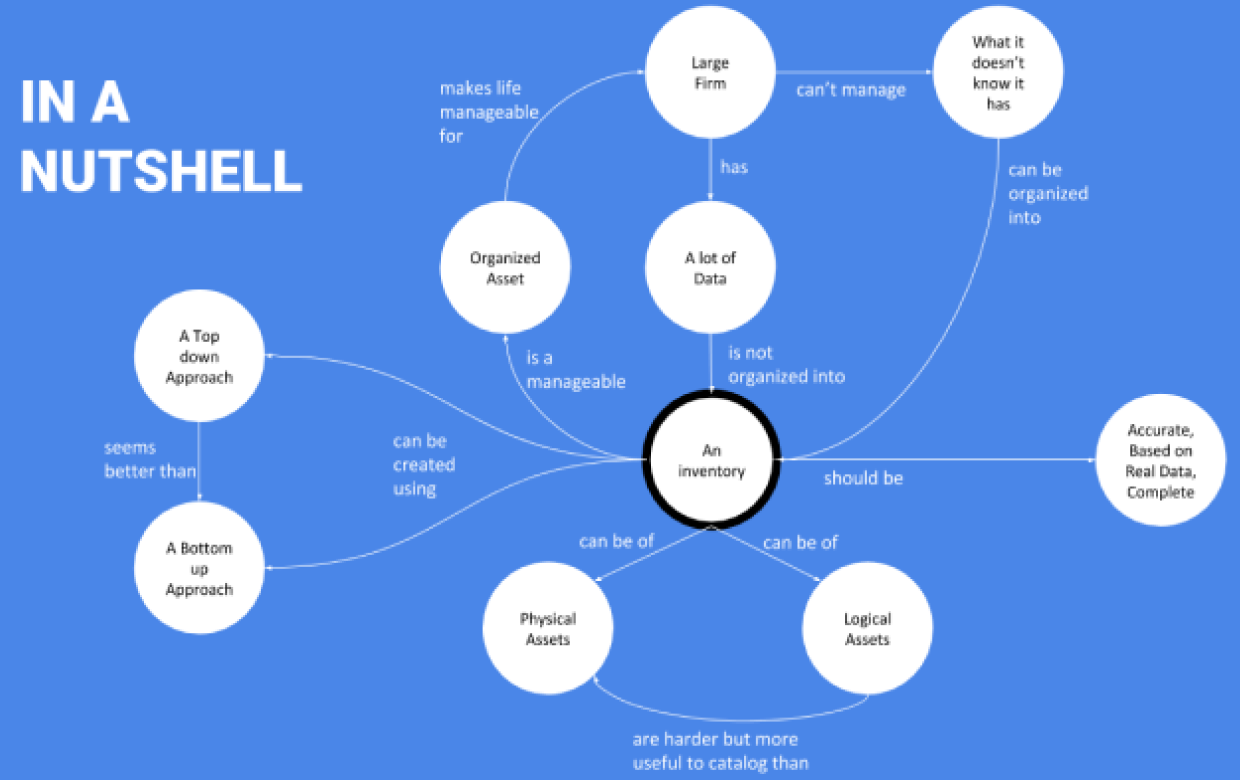 IN A
NUTSHELL
Large
Firm
can't manage
What it
doesn't
know it
has
makes life
manageable
for
has
can be
organized
into
Organized
Asset
A lot of
Data
A Top
down
Approach
is a
manageable
is not
organized into
seems
better than
can be
created
using
An
inventory
should be
Accurate,
Based on
Real Data,
Complete
A Bottom
up
Approach
can be of
can be of
Physical
Assets
Logical
Assets
are harder but more
useful to catalog than